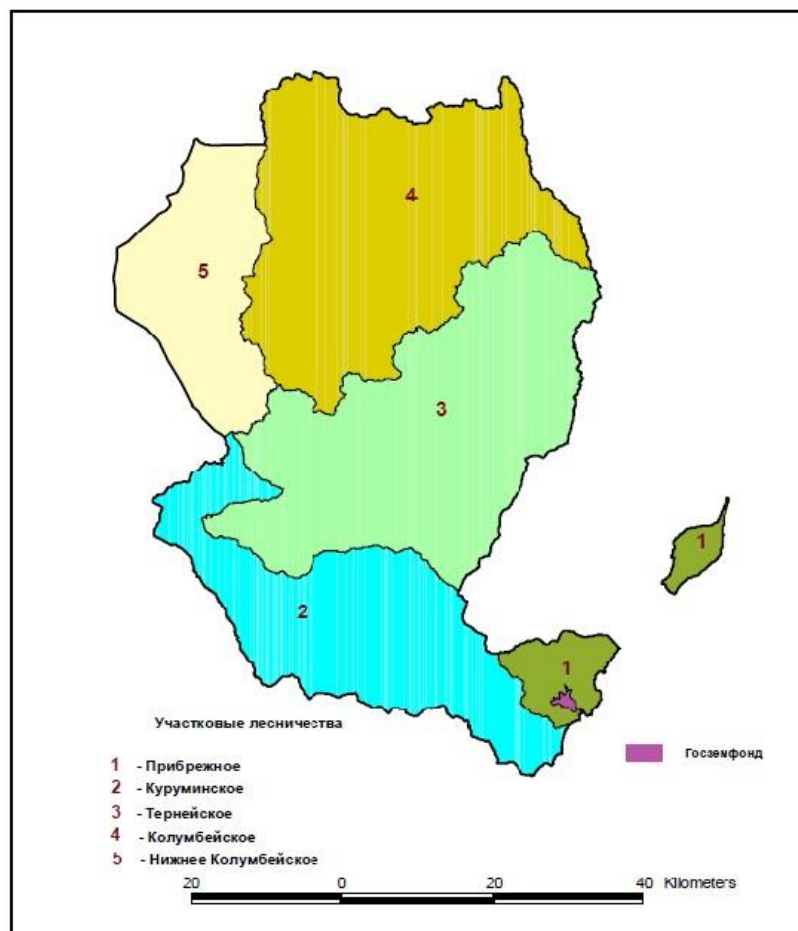 4
5
3
1
2
1
Участковые лесничества
Госземфонд
1 - Прибрежное
2 - Куруминское
3 - Тернейское
4 - Колумбейское
5 - Нижнее Колумбейское
20 0 20 40 Kilometers